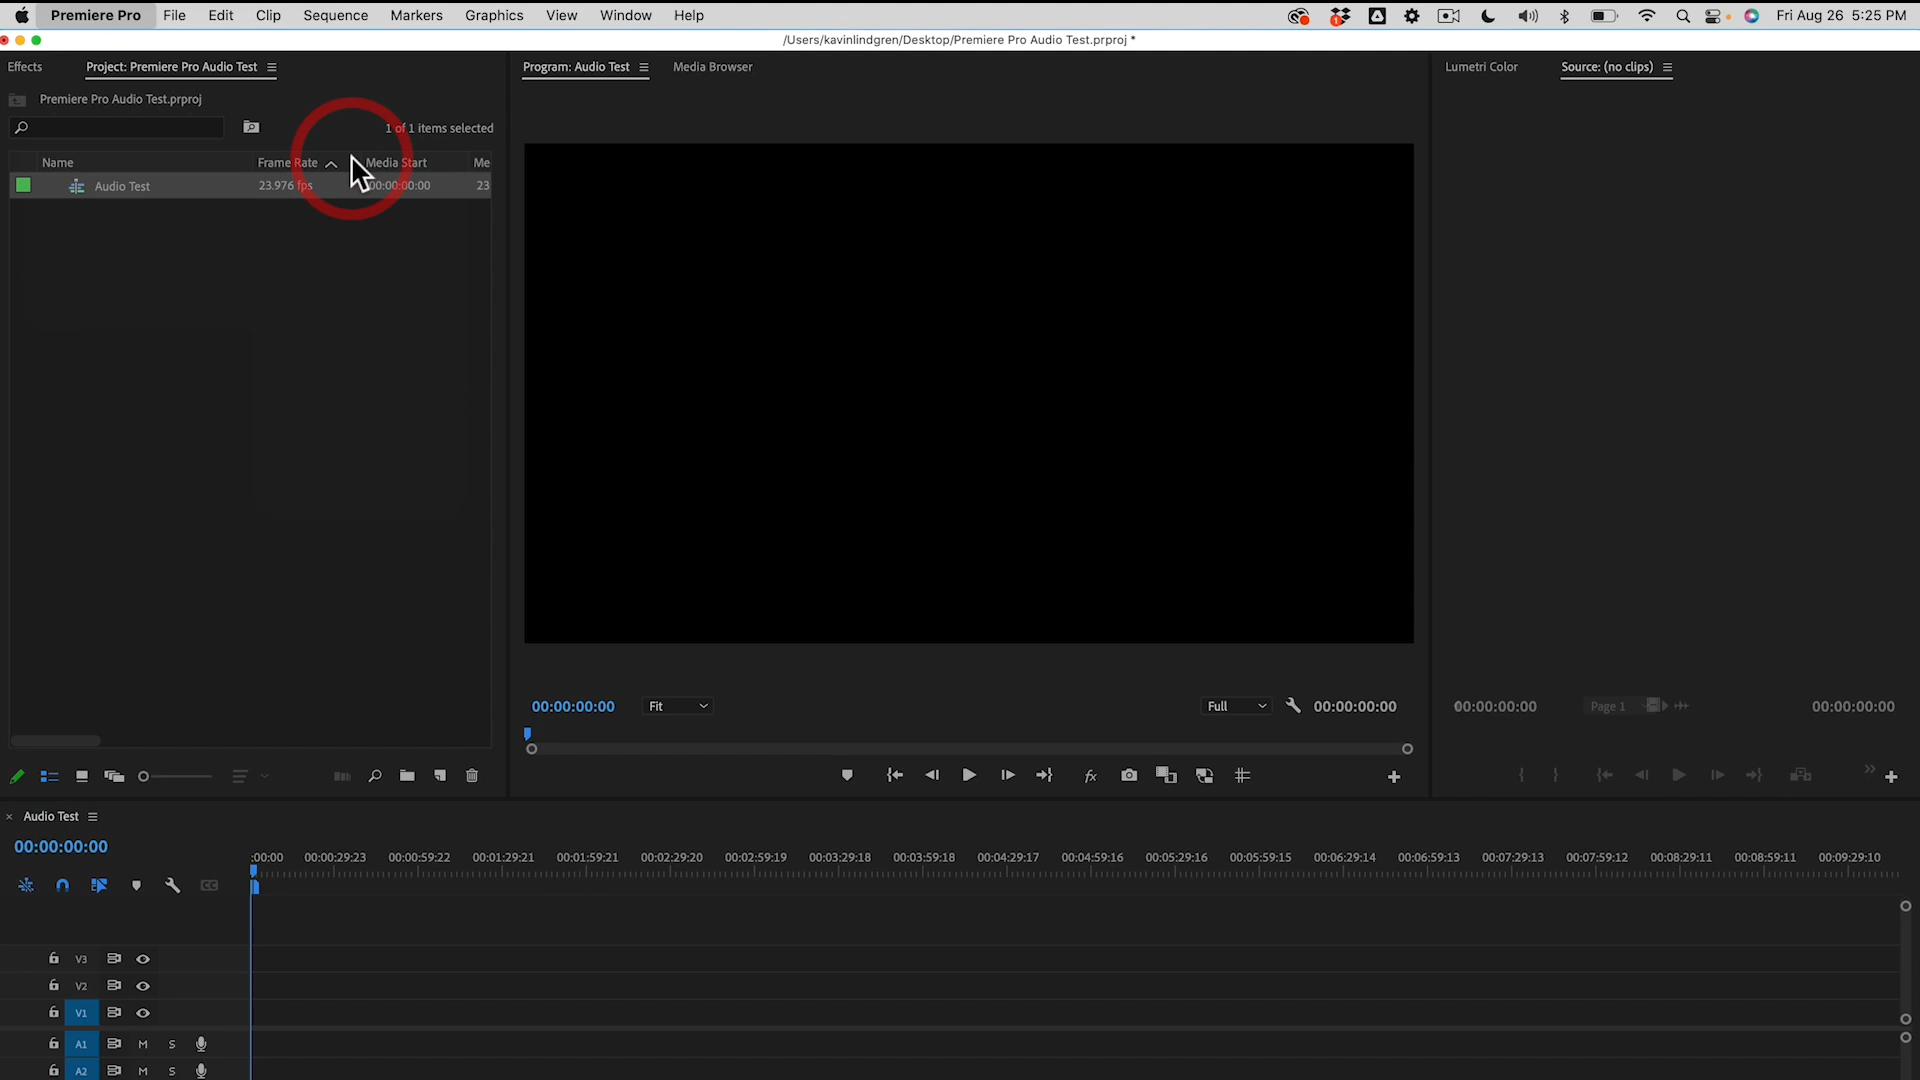 Premiere Pro File Edit Clip Sequence Markers Graphics View Window Help 1 Fri Aug 26 5:25 PM
/Users/kavinlindgren/Desktop/Premiere Pro Audio Test.prproj *
Effects Project: Premiere Pro Audio Test Program: Audio Test Media Browser Lumetri Color Source: (no clips)
Premiere Pro Audio Test.prproj
1 of 1 items selected
Name Frame Rate Media Start Me
Audio Test 23.976 fps 00:00:00:00 23
00:00:00:00 Fit Full 00:00:00:00 00:00:00:00 Page 1 00:00:00:00
fx
Audio Test
00:00:00:00
:00:00 00:00:29:23 00:00:59:22 00:01:29:21 00:01:59:21 00:02:29:20 00:02:59:19 00:03:29:18 00:03:59:18 00:04:29:17 00:04:59:16 00:05:29:16 00:05:59:15 00:06:29:14 00:06:59:13 00:07:29:13 00:07:59:12 00:08:29:11 00:08:59:11 00:09:29:10
CC
V3
V2
V1
A1 M S
A2 M S